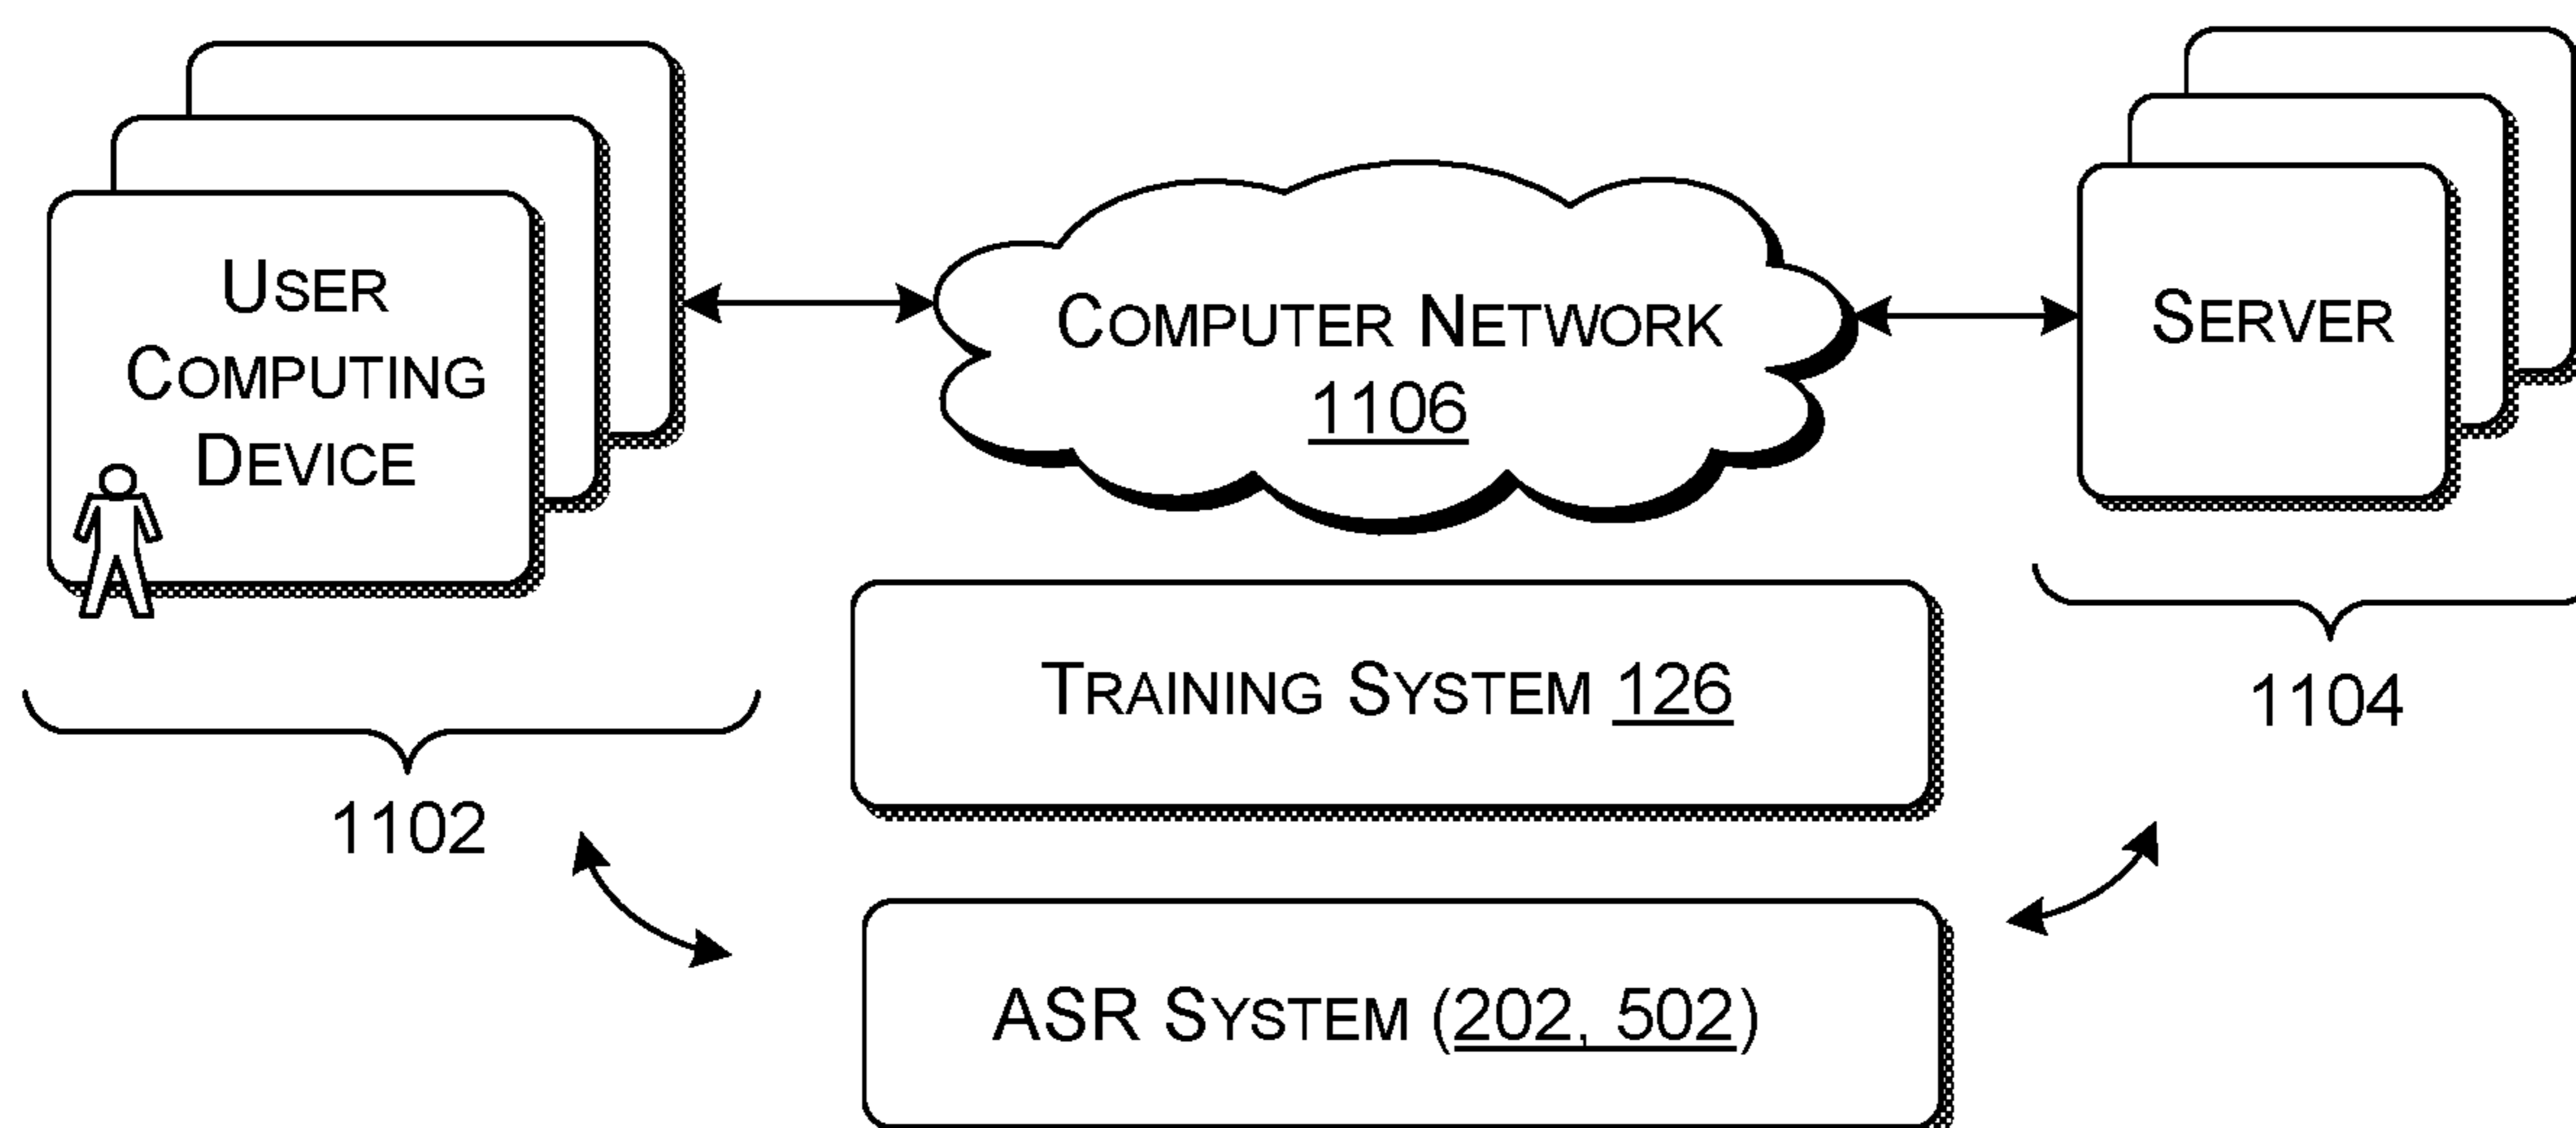 USER
COMPUTING
DEVICE
COMPUTER NETWORK
1106
SERVER
TRAINING SYSTEM 126
1104
1102
ASR SYSTEM (202, 502)